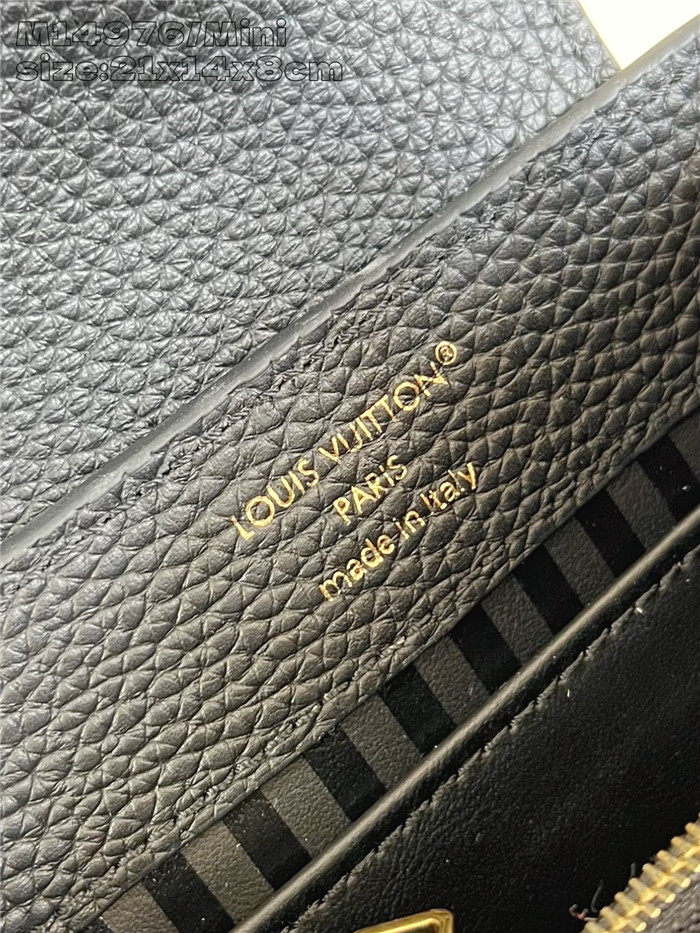 M14976/Mini
size:21x14x8cm
LOUIS VUITTON®
PARIS
made in Italy